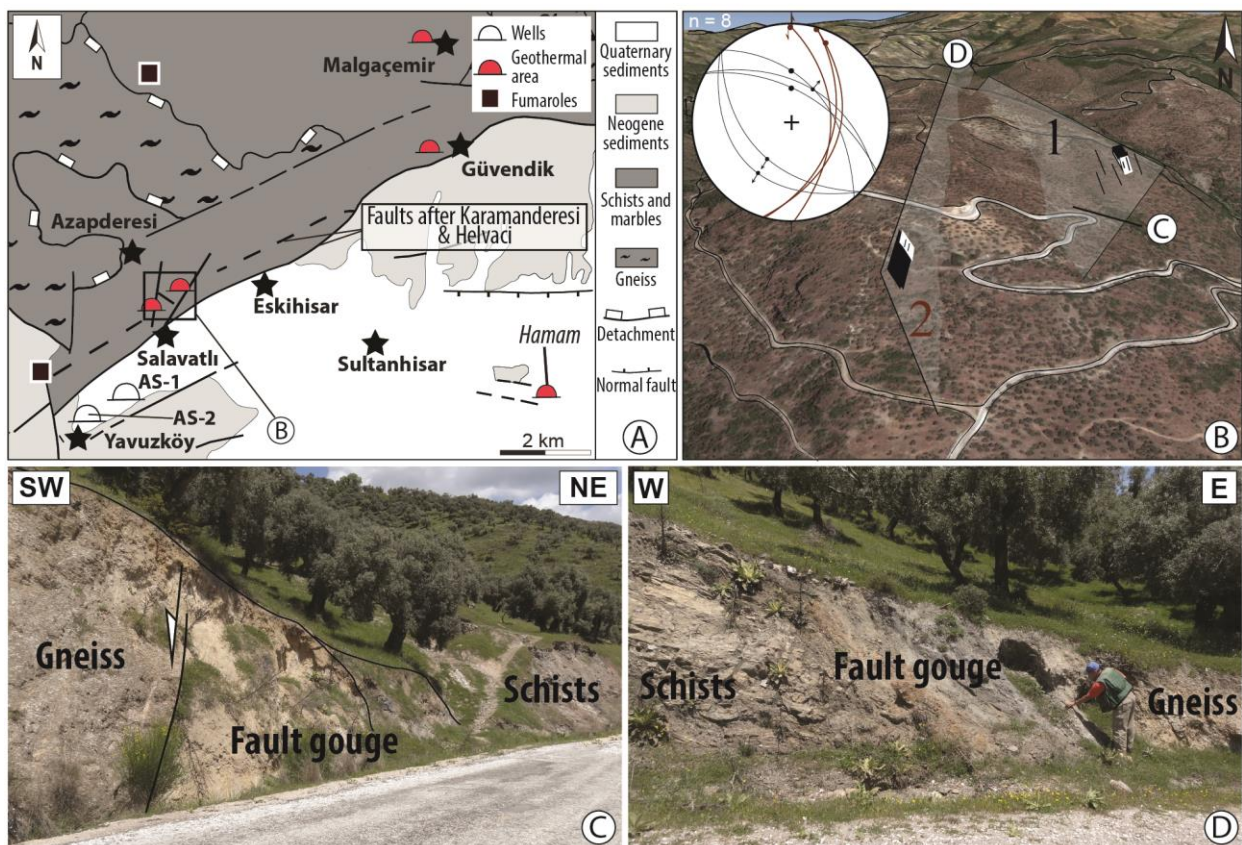 N
Malgaçemir
Wells
Geothermal
area
Fumaroles
Güvendik
Faults after Karamanderesi
& Helvaci
Azapderesi
Eskihisar
Salavatlı
AS-1
Sultanhisar
Hamam
AS-2
Yavuzköy
B
2 km
Quaternary
sediments
Neogene
sediments
Schists and
marbles
Gneiss
Detachment
Normal fault
A
n = 8
D
N
1
C
2
B
SW
NE
Gneiss
Fault gouge
Schists
C
W
E
Schists
Fault gouge
Gneiss
D